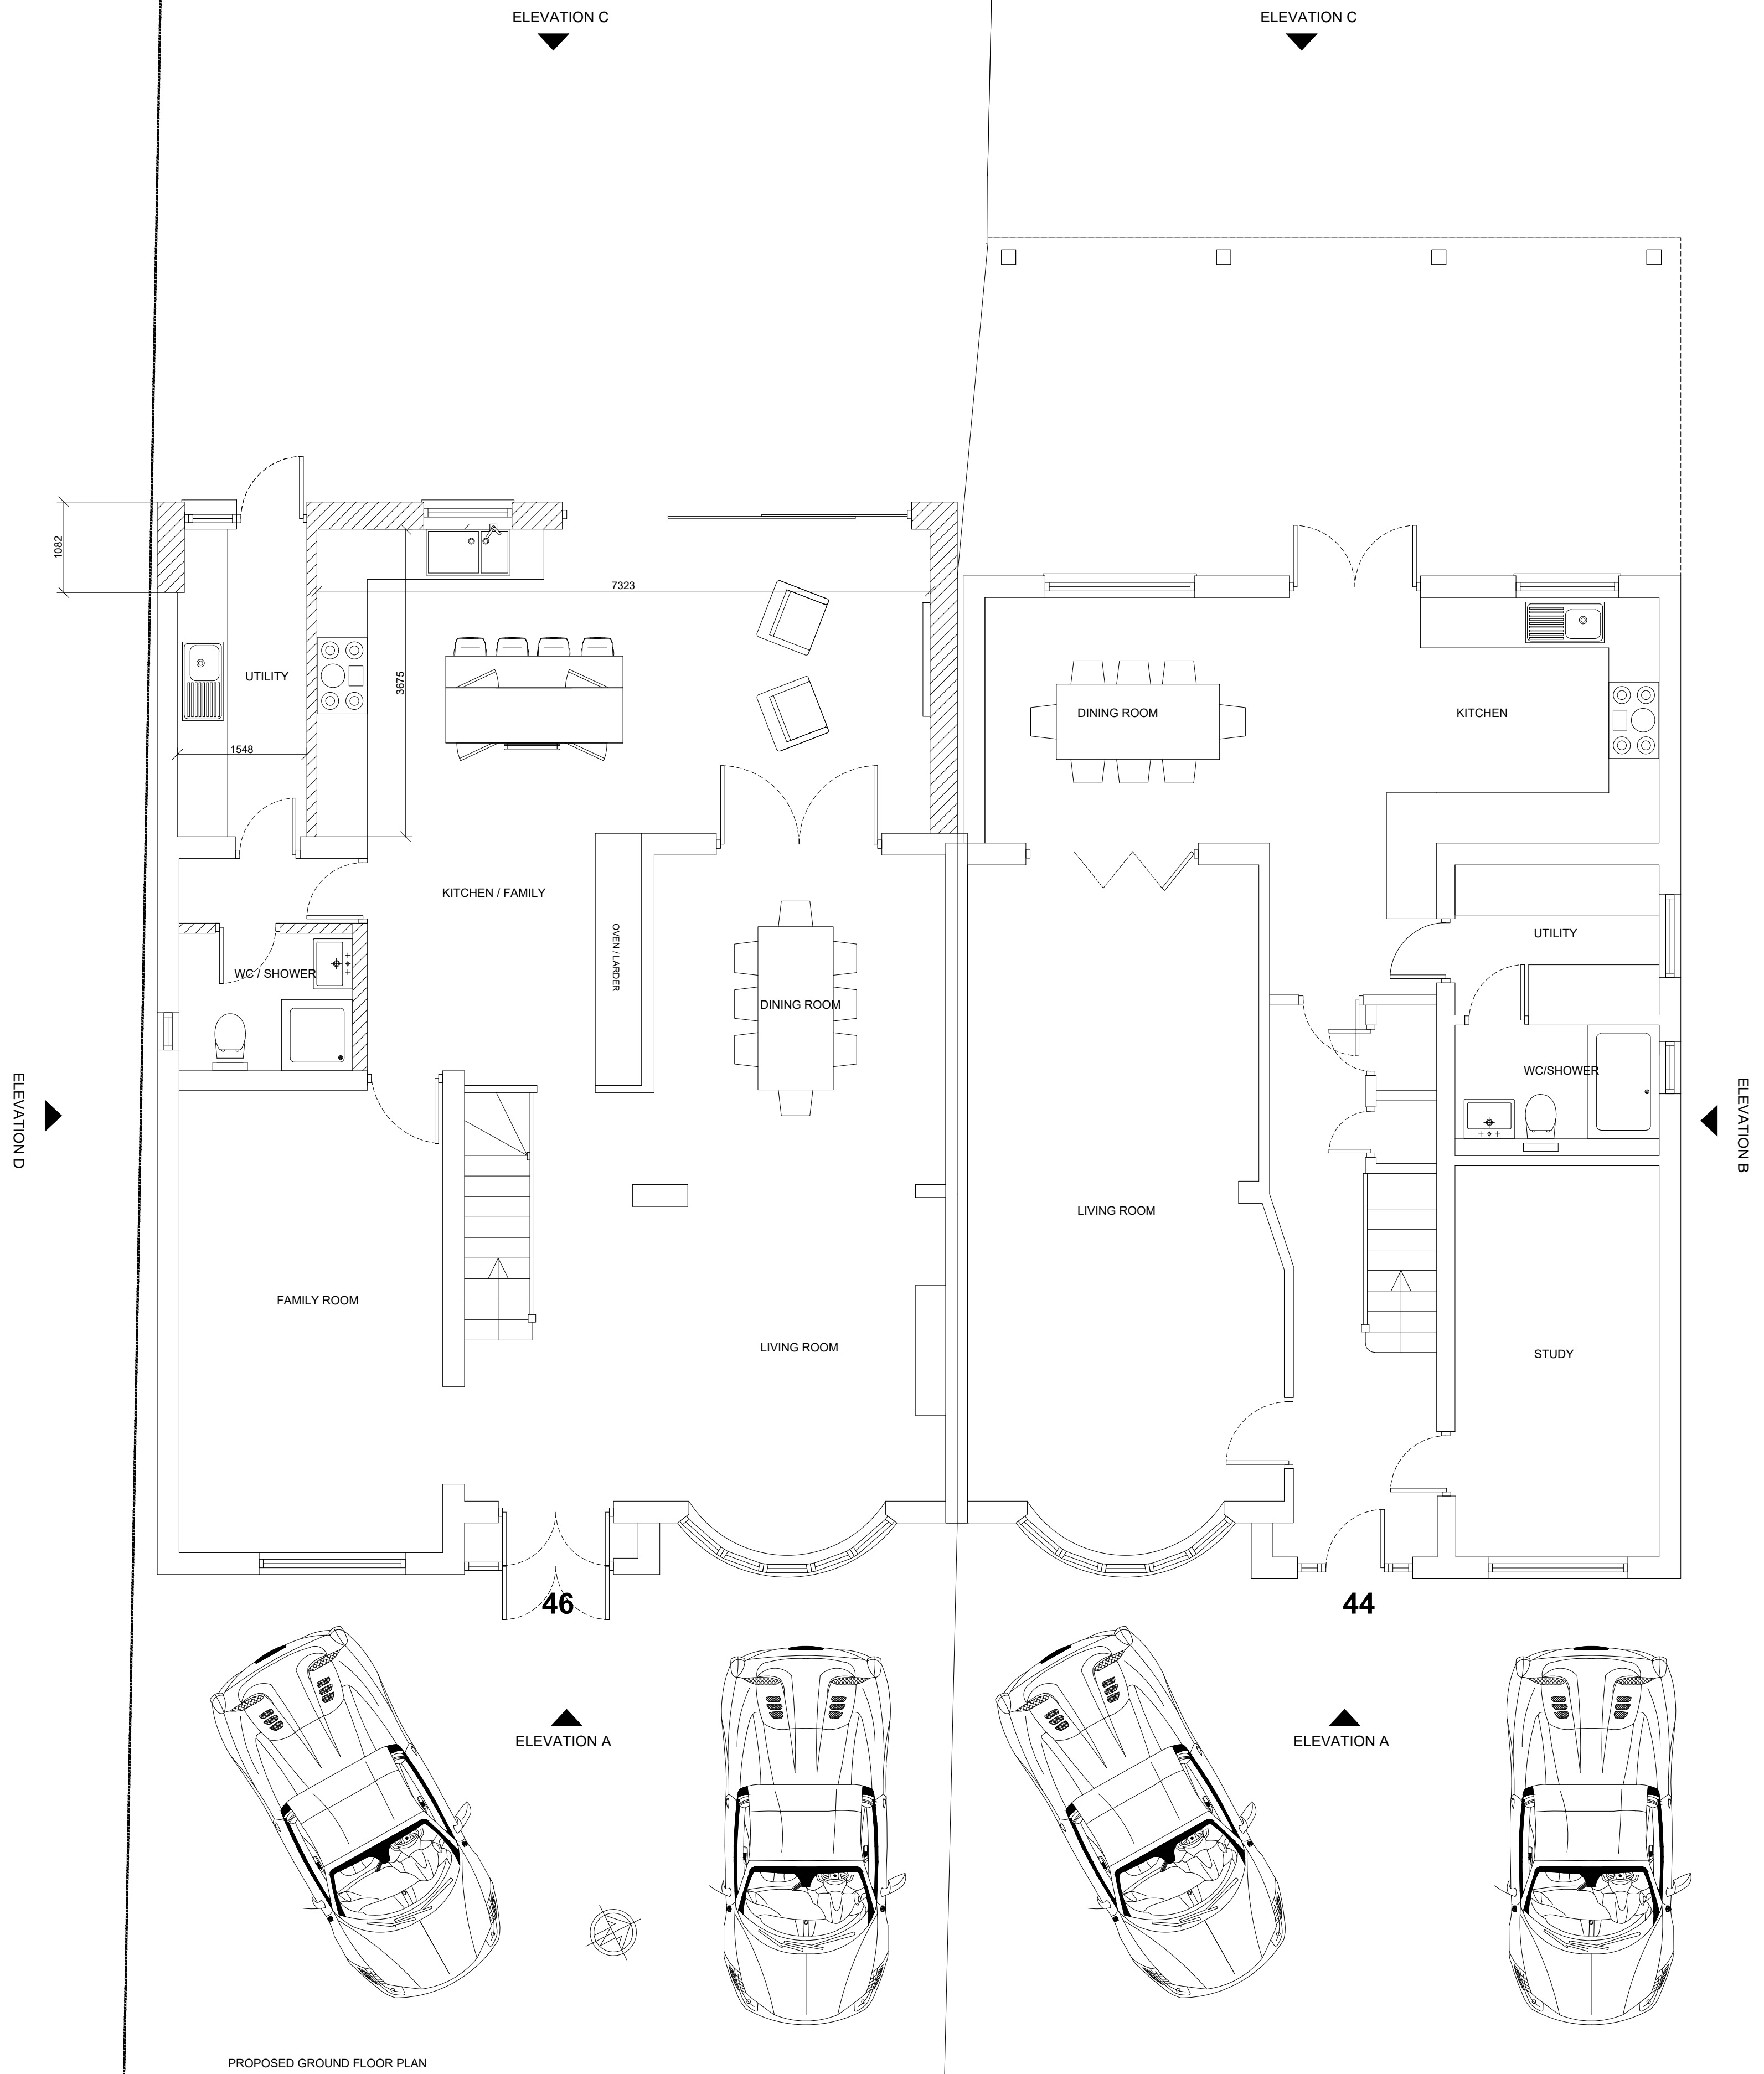 ELEVATION C
ELEVATION C
1082
7323
UTILITY
3675
1548
DINING ROOM
KITCHEN
KITCHEN / FAMILY
OVEN / LARDER
UTILITY
WC / SHOWER
DINING ROOM
WC/SHOWER
ELEVATION D
ELEVATION B
LIVING ROOM
FAMILY ROOM
LIVING ROOM
STUDY
46
44
ELEVATION A
ELEVATION A
PROPOSED GROUND FLOOR PLAN